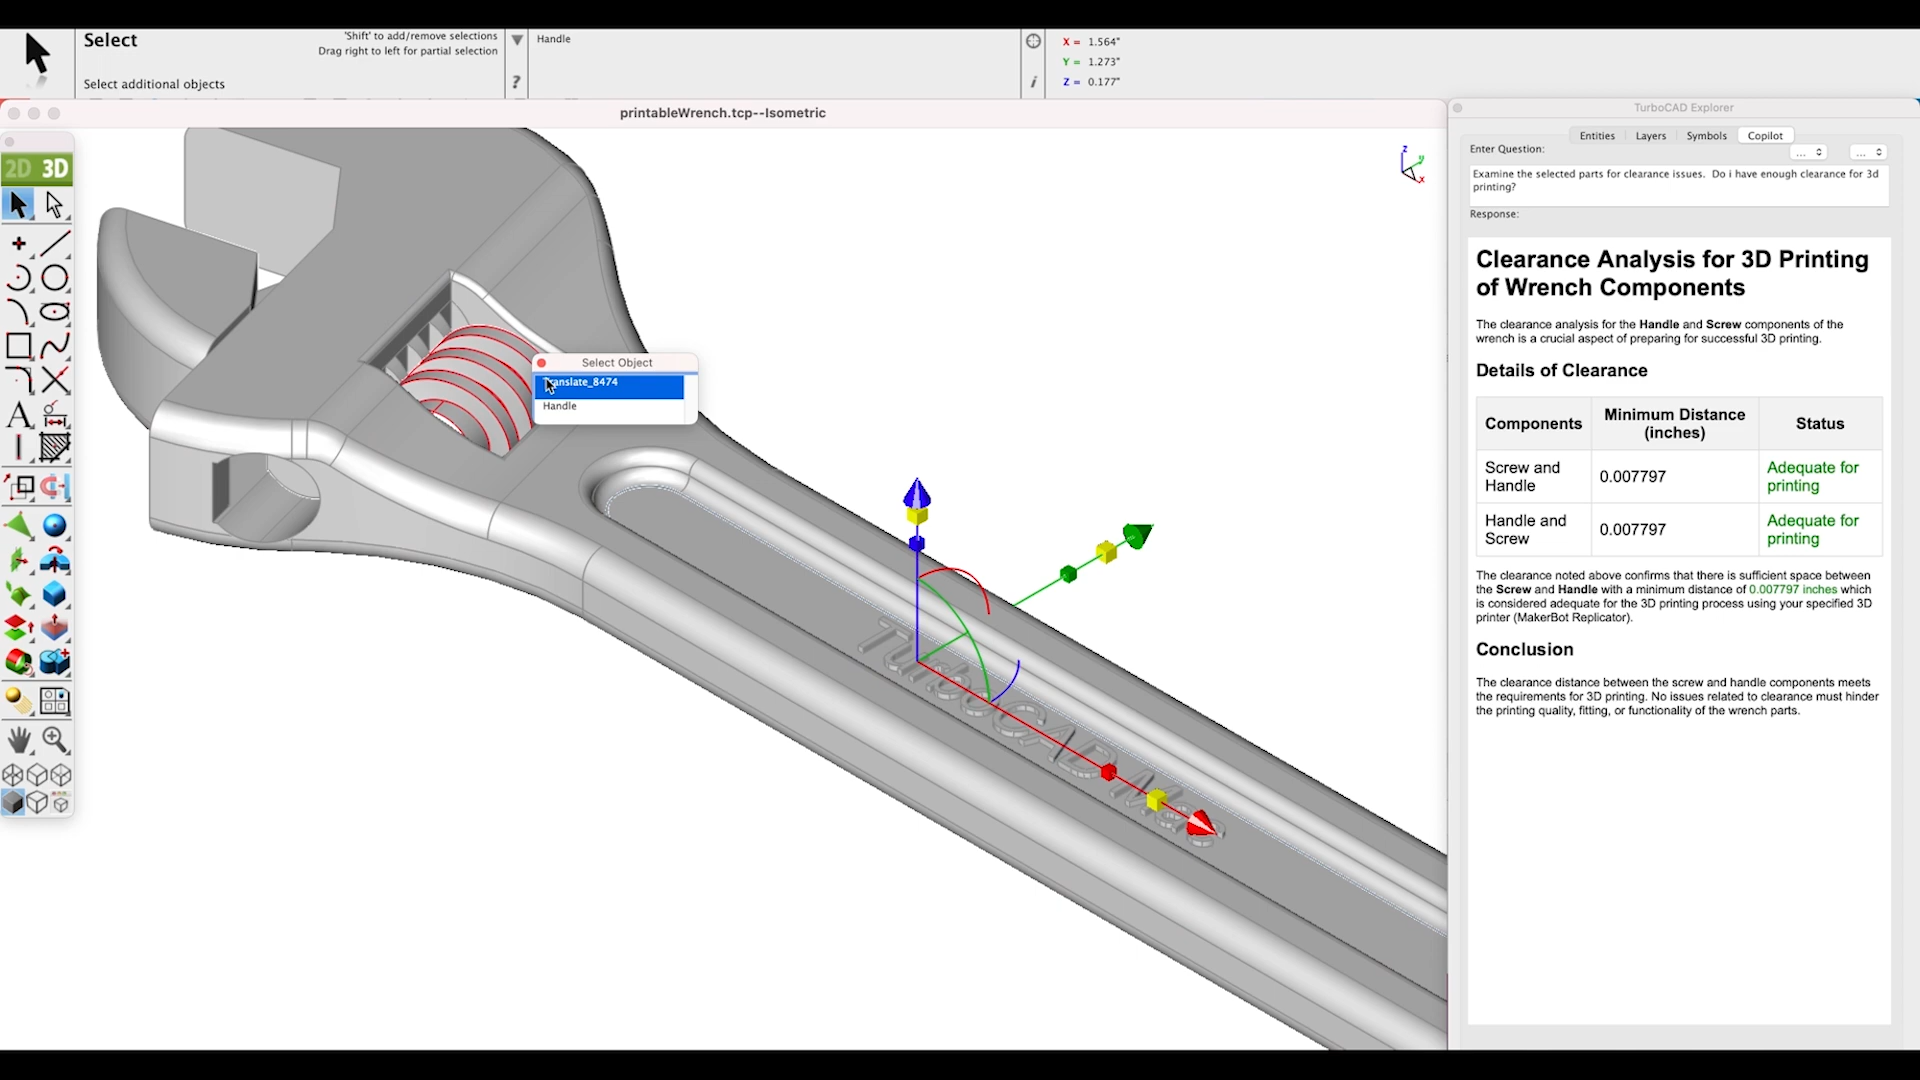 Select
'Shift' to add/remove selections
Drag right to left for partial selection
Select additional objects
?
Handle
i
X = 1.564"
Y = 1.273"
Z = 0.177"
printableWrench.tcp--Isometric
2D 3D
A
z
y
x
Select Object
Translate_8474
Handle
TurboCAD Mac
TurboCAD Explorer
Entities Layers Symbols Copilot
Enter Question:
... ...
Examine the selected parts for clearance issues. Do i have enough clearance for 3d
printing?
Response:
Clearance Analysis for 3D Printing
of Wrench Components
The clearance analysis for the Handle and Screw components of the
wrench is a crucial aspect of preparing for successful 3D printing.
Details of Clearance
Components Minimum Distance (inches) Status
Screw and Handle 0.007797 Adequate for printing
Handle and Screw 0.007797 Adequate for printing
The clearance noted above confirms that there is sufficient space between
the Screw and Handle with a minimum distance of 0.007797 inches which
is considered adequate for the 3D printing process using your specified 3D
printer (MakerBot Replicator).
Conclusion
The clearance distance between the screw and handle components meets
the requirements for 3D printing. No issues related to clearance must hinder
the printing quality, fitting, or functionality of the wrench parts.